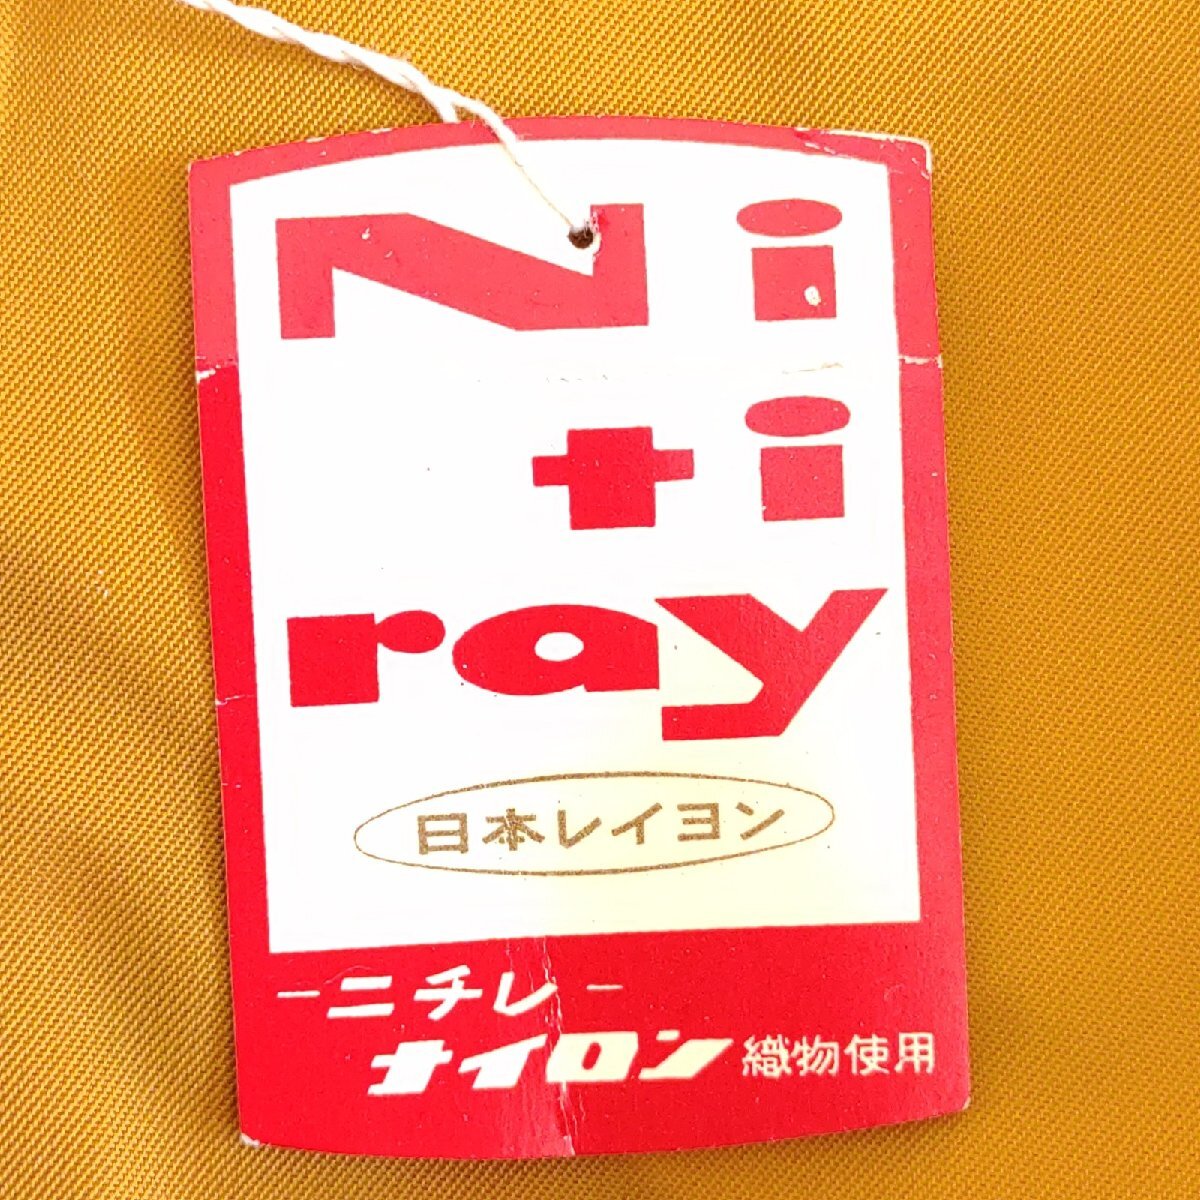 Ni
ti
ray
日本レイヨン
-ニチレ-
ナイロン織物使用